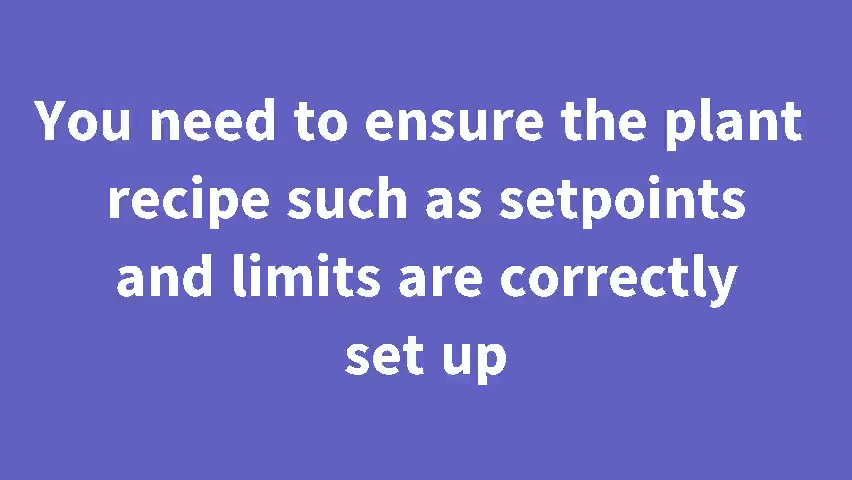 You need to ensure the plant
recipe such as setpoints
and limits are correctly
set up